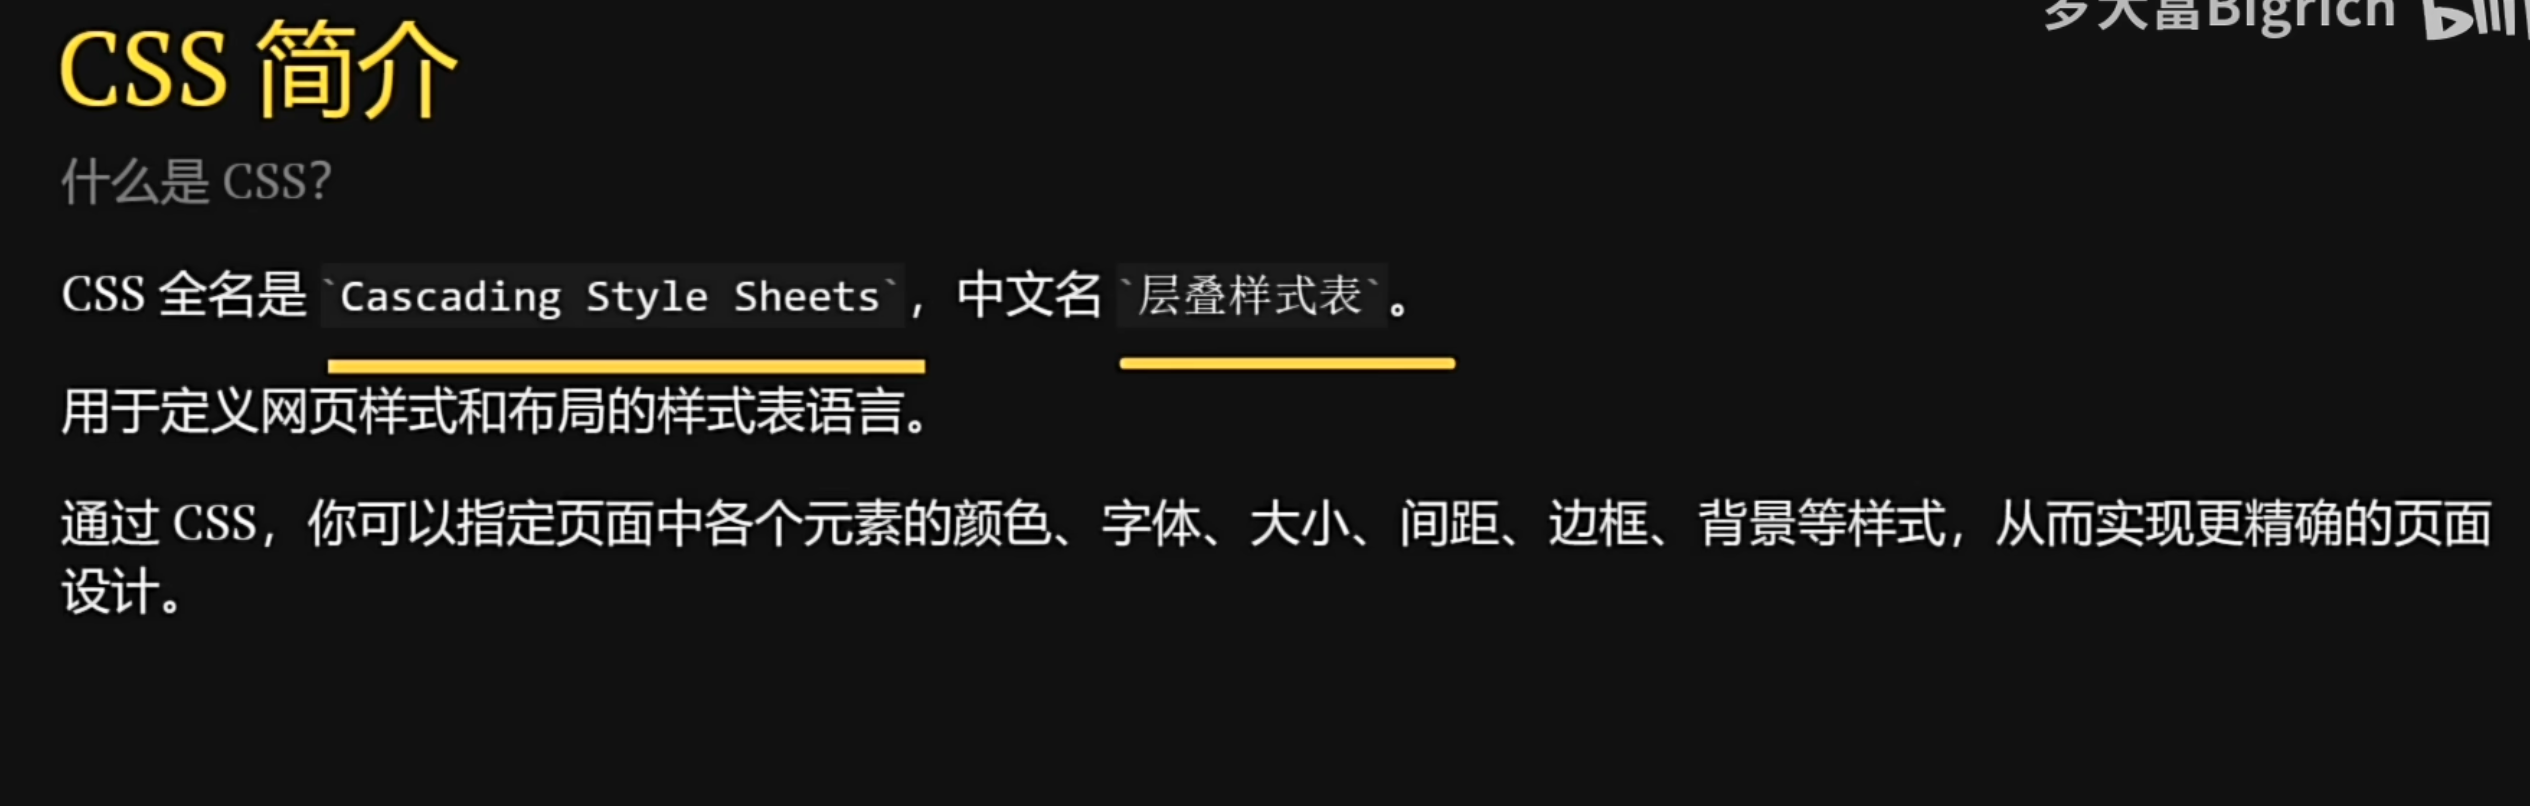 罗大富Bigrich
CSS 简介
什么是 CSS？
CSS 全名是 `Cascading Style Sheets`，中文名 `层叠样式表`。
用于定义网页样式和布局的样式表语言。
通过 CSS，你可以指定页面中各个元素的颜色、字体、大小、间距、边框、背景等样式，从而实现更精确的页面
设计。